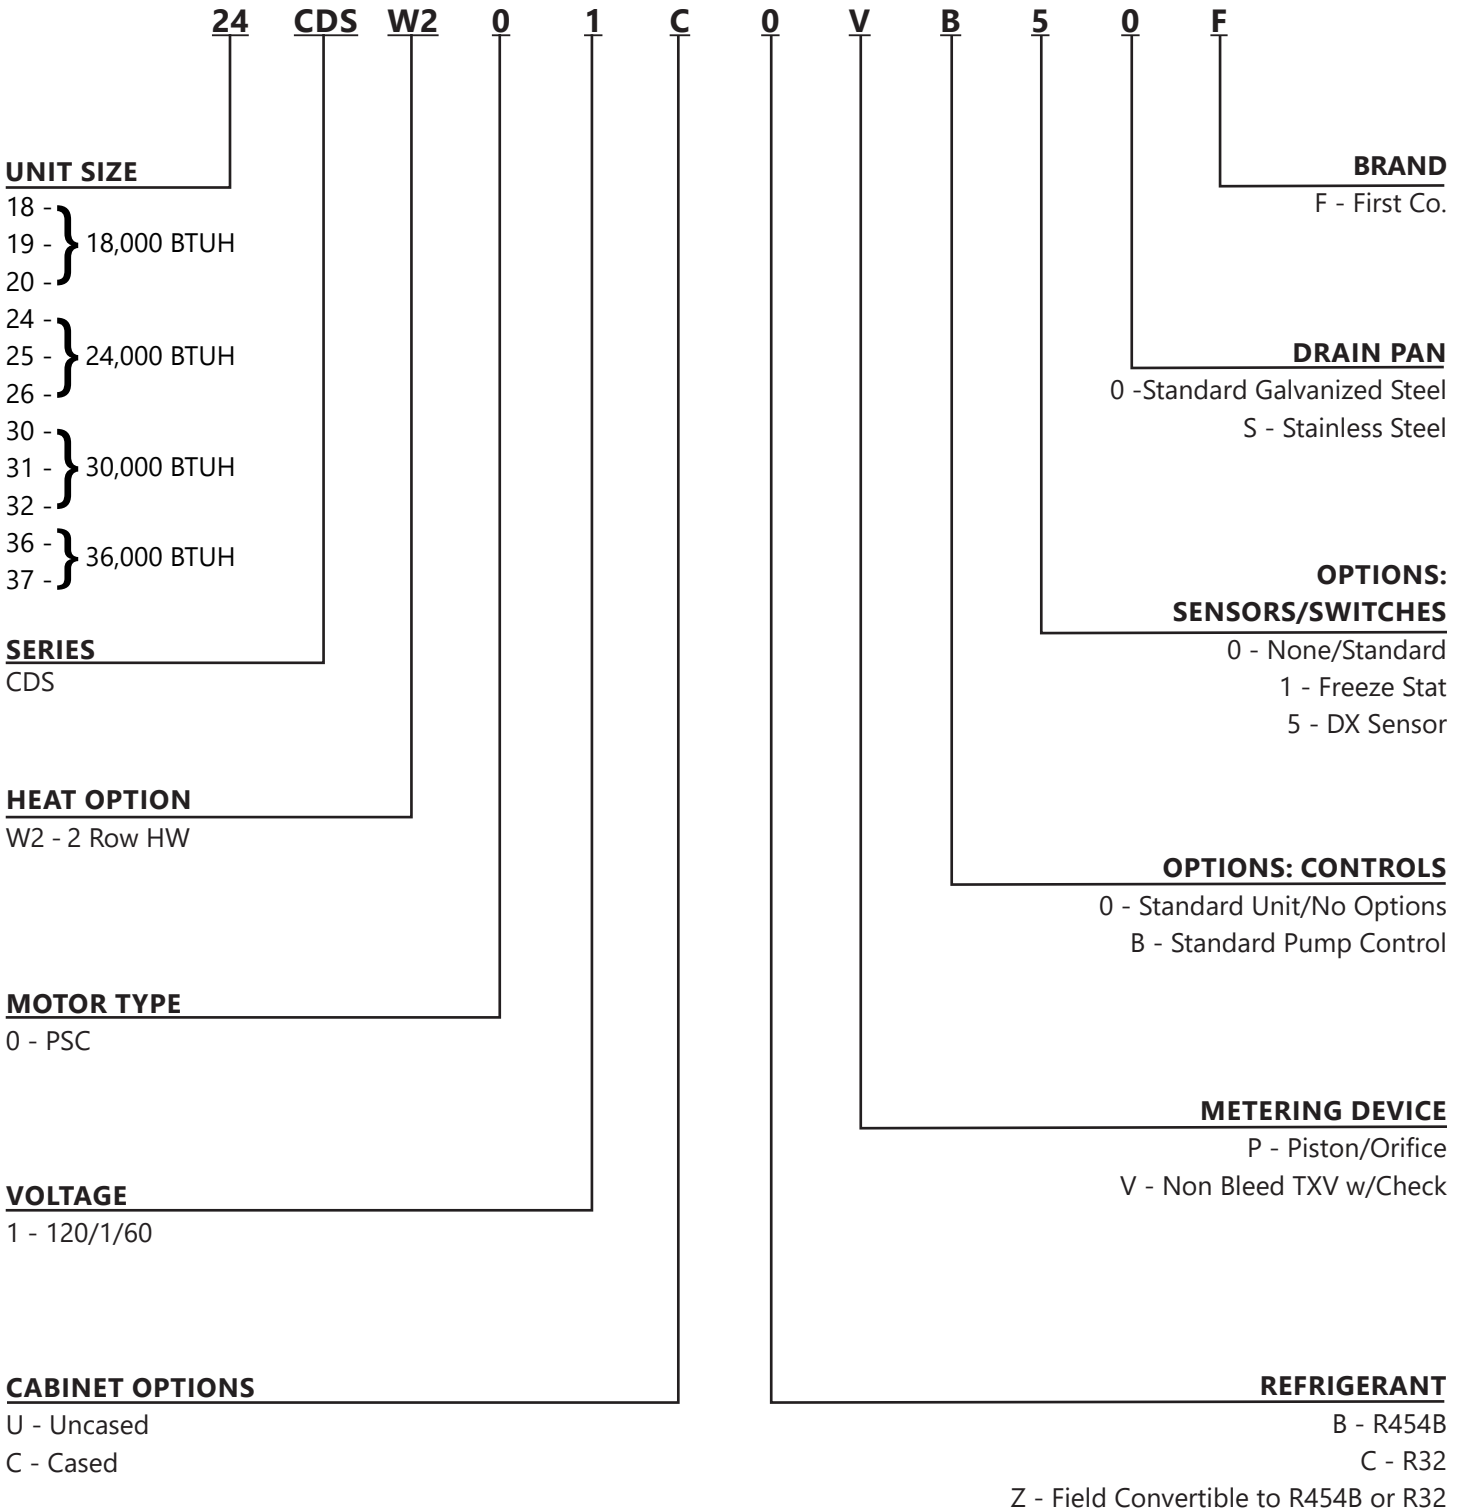 24 CDS W2 0 1 C 0 V B 5 0 F
UNIT SIZE
18 -
19 - 18,000 BTUH
20 -
24 -
25 - 24,000 BTUH
26 -
30 -
31 - 30,000 BTUH
32 -
36 -
37 - 36,000 BTUH
SERIES
CDS
HEAT OPTION
W2 - 2 Row HW
MOTOR TYPE
0 - PSC
VOLTAGE
1 - 120/1/60
CABINET OPTIONS
U - Uncased
C - Cased
BRAND
F - First Co.
DRAIN PAN
0 -Standard Galvanized Steel
S - Stainless Steel
OPTIONS:
SENSORS/SWITCHES
0 - None/Standard
1 - Freeze Stat
5 - DX Sensor
OPTIONS: CONTROLS
0 - Standard Unit/No Options
B - Standard Pump Control
METERING DEVICE
P - Piston/Orifice
V - Non Bleed TXV w/Check
REFRIGERANT
B - R454B
C - R32
Z - Field Convertible to R454B or R32